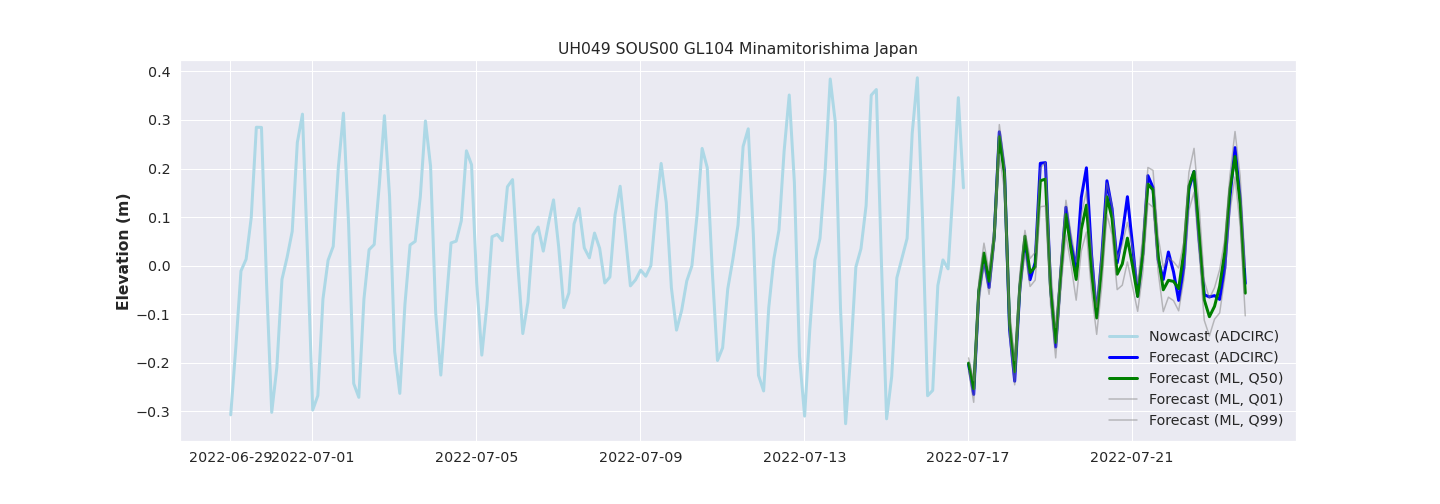 UH049 SOUS00 GL104 Minamitorishima Japan
Elevation (m)
0.4
0.3
0.2
0.1
0.0
−0.1
−0.2
−0.3
2022-06-29
2022-07-01
2022-07-05
2022-07-09
2022-07-13
2022-07-17
2022-07-21
Nowcast (ADCIRC)
Forecast (ADCIRC)
Forecast (ML, Q50)
Forecast (ML, Q01)
Forecast (ML, Q99)